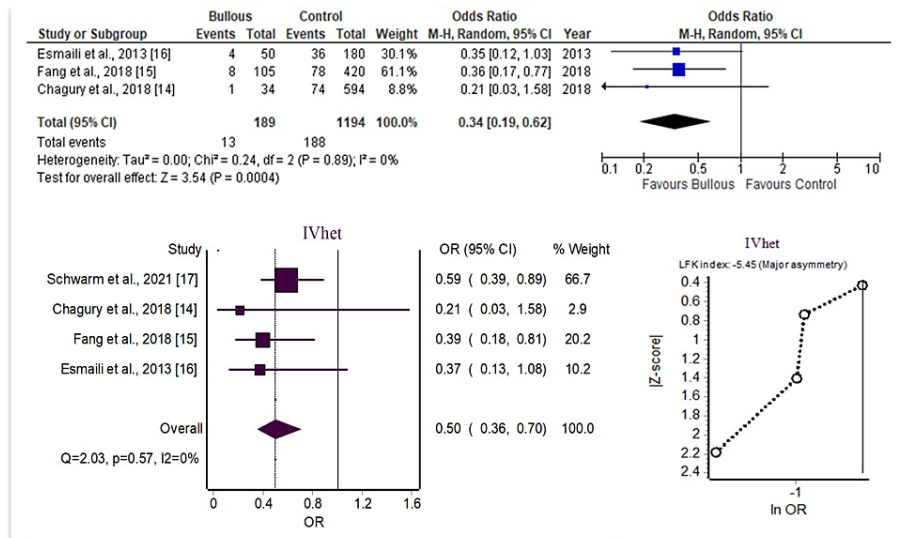 Bullous Control Odds Ratio Odds Ratio
Study or Subgroup Events Total Events Total Weight M-H, Random, 95% CI Year M-H, Random, 95% CI
Esmaili et al., 2013 [16] 4 50 36 180 30.1% 0.35 [0.12, 1.03] 2013
Fang et al., 2018 [15] 8 105 78 420 61.1% 0.36 [0.17, 0.77] 2018
Chagury et al., 2018 [14] 1 34 74 594 8.8% 0.21 [0.03, 1.58] 2018
Total (95% CI) 189 1194 100.0% 0.34 [0.19, 0.62]
Total events 13 188
Heterogeneity: Tau² = 0.00; Chi² = 0.24, df = 2 (P = 0.89); I² = 0%
Test for overall effect: Z = 3.54 (P = 0.0004)
0.1 0.2 0.5 1 2 5 10
Favours Bullous Favours Control
IVhet
Study OR (95% CI) % Weight
Schwarm et al., 2021 [17] 0.59 ( 0.39, 0.89) 66.7
Chagury et al., 2018 [14] 0.21 ( 0.03, 1.58) 2.9
Fang et al., 2018 [15] 0.39 ( 0.18, 0.81) 20.2
Esmaili et al., 2013 [16] 0.37 ( 0.13, 1.08) 10.2
Overall 0.50 ( 0.36, 0.70) 100.0
Q=2.03, p=0.57, I2=0%
0 0.4 0.8 1.2 1.6
OR
IVhet
LFK index: -5.45 (Major asymmetry)
0.4
0.6
0.8
1
1.2
1.4
1.6
1.8
2
2.2
2.4
|Z-score|
-1
ln OR